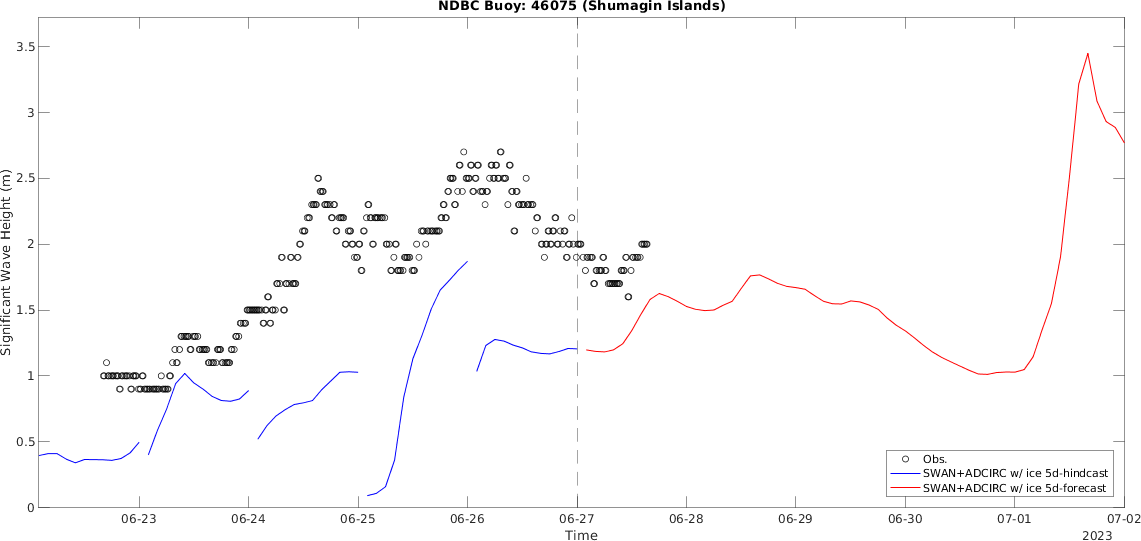 NDBC Buoy: 46075 (Shumagin Islands)
Significant Wave Height (m)
3.5
3
2.5
2
1.5
1
0.5
0
Obs.
SWAN+ADCIRC w/ ice 5d-hindcast
SWAN+ADCIRC w/ ice 5d-forecast
06-23 06-24 06-25 06-26 06-27 06-28 06-29 06-30 07-01 07-02
Time
2023